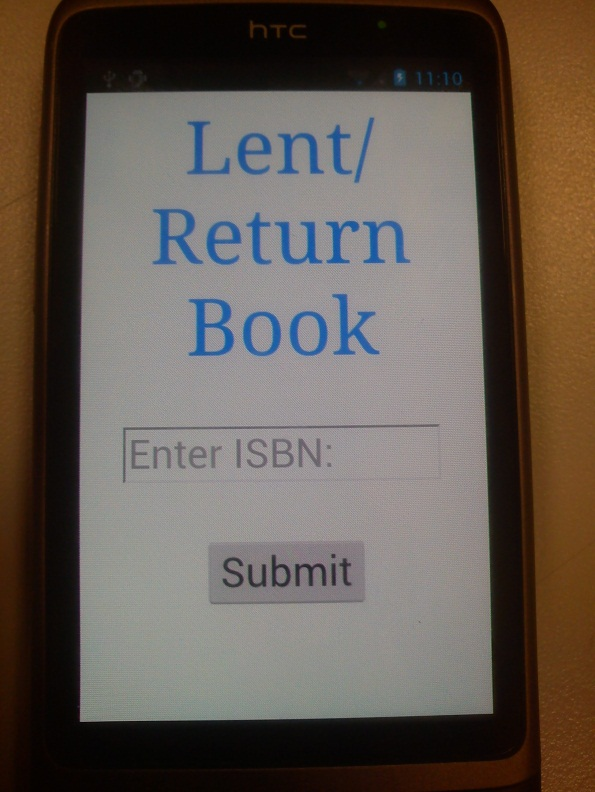 hTC
11:10
Lent/
Return
Book
Enter ISBN:
Submit